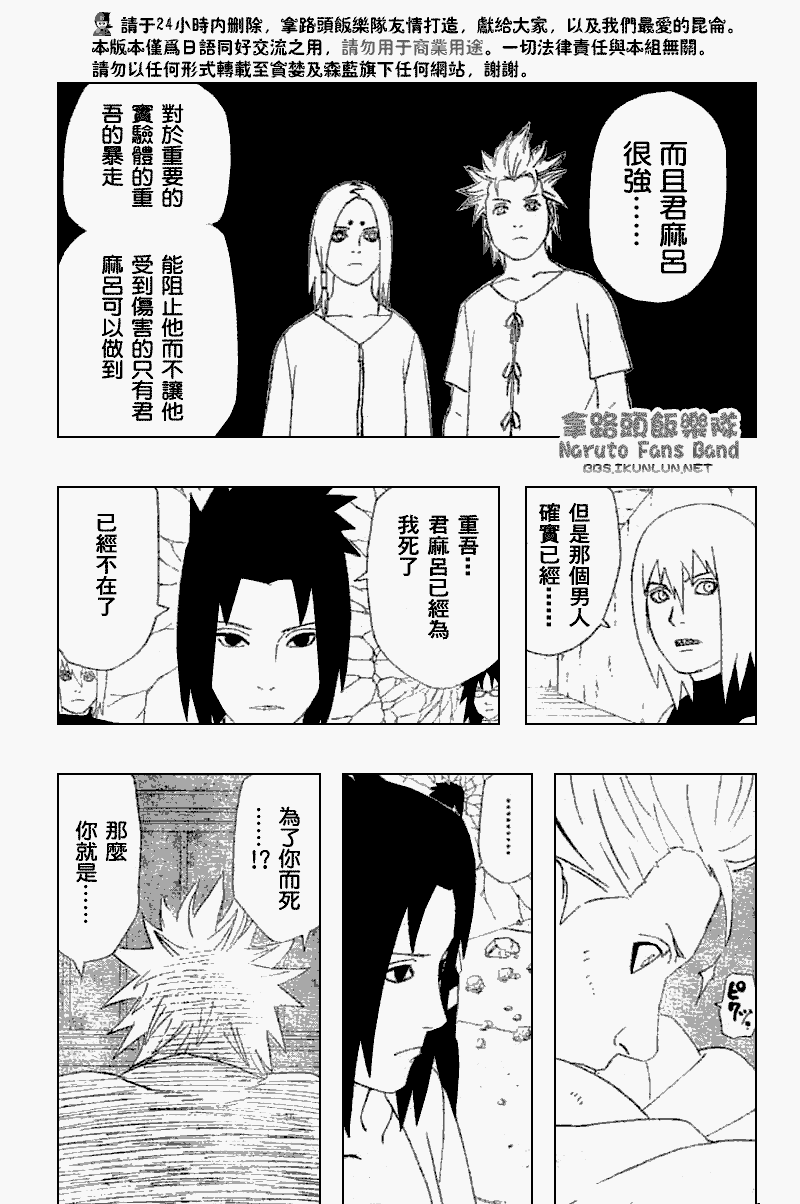 請于24小時内删除，拿路頭飯樂隊友情打造，獻給大家，以及我們最愛的昆侖。
本版本僅爲日語同好交流之用，請勿用于商業用途。一切法律責任與本組無關。
請勿以任何形式轉載至貪婪及森藍旗下任何網站，謝謝。
而且君麻呂
很強……
對於重要的
實驗體的重
吾的暴走
能阻止他而不讓他
受到傷害的只有君
麻呂可以做到
拿路頭飯樂隊
Naruto Fans Band
BBS.IKUNLUN.NET
但是那個男人
確實已經……
重吾…
君麻呂已經為
我死了
已經不在了
ピクッ
………
為了你而死
……!?
那麼
你就是……